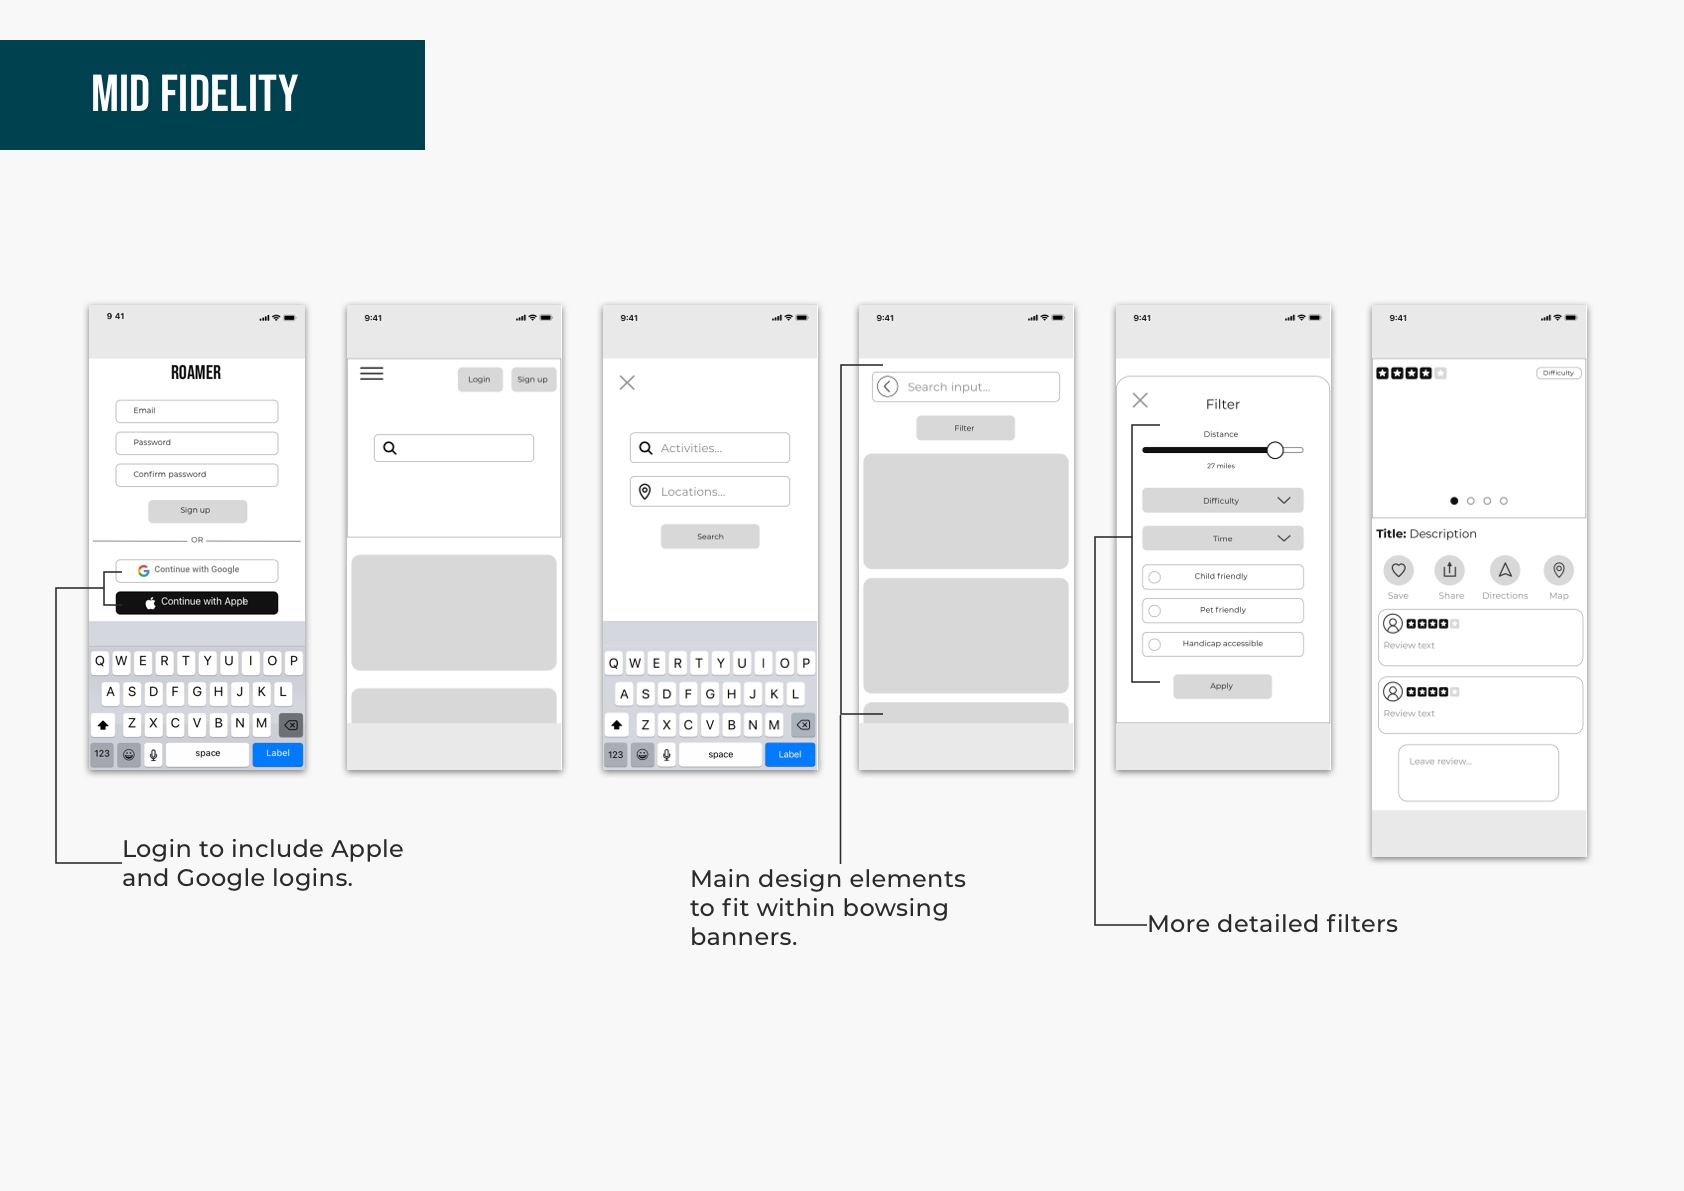 MID FIDELITY
9 41
ROAMER
Email
Password
Confirm password
Sign up
OR
Continue with Google
Continue with Apple
Q W E R T Y U I O P
A S D F G H J K L
Z X C V B N M
123 space Label
9:41
Login Sign up
9:41
Activities...
Locations...
Search
Q W E R T Y U I O P
A S D F G H J K L
Z X C V B N M
123 space Label
9:41
Search input...
Filter
9:41
Filter
Distance
27 miles
Difficulty
Time
Child friendly
Pet friendly
Handicap accessible
Apply
9:41
Difficulty
Title: Description
Save Share Directions Map
Review text
Review text
Leave review...
Login to include Apple
and Google logins.
Main design elements
to fit within bowsing
banners.
More detailed filters